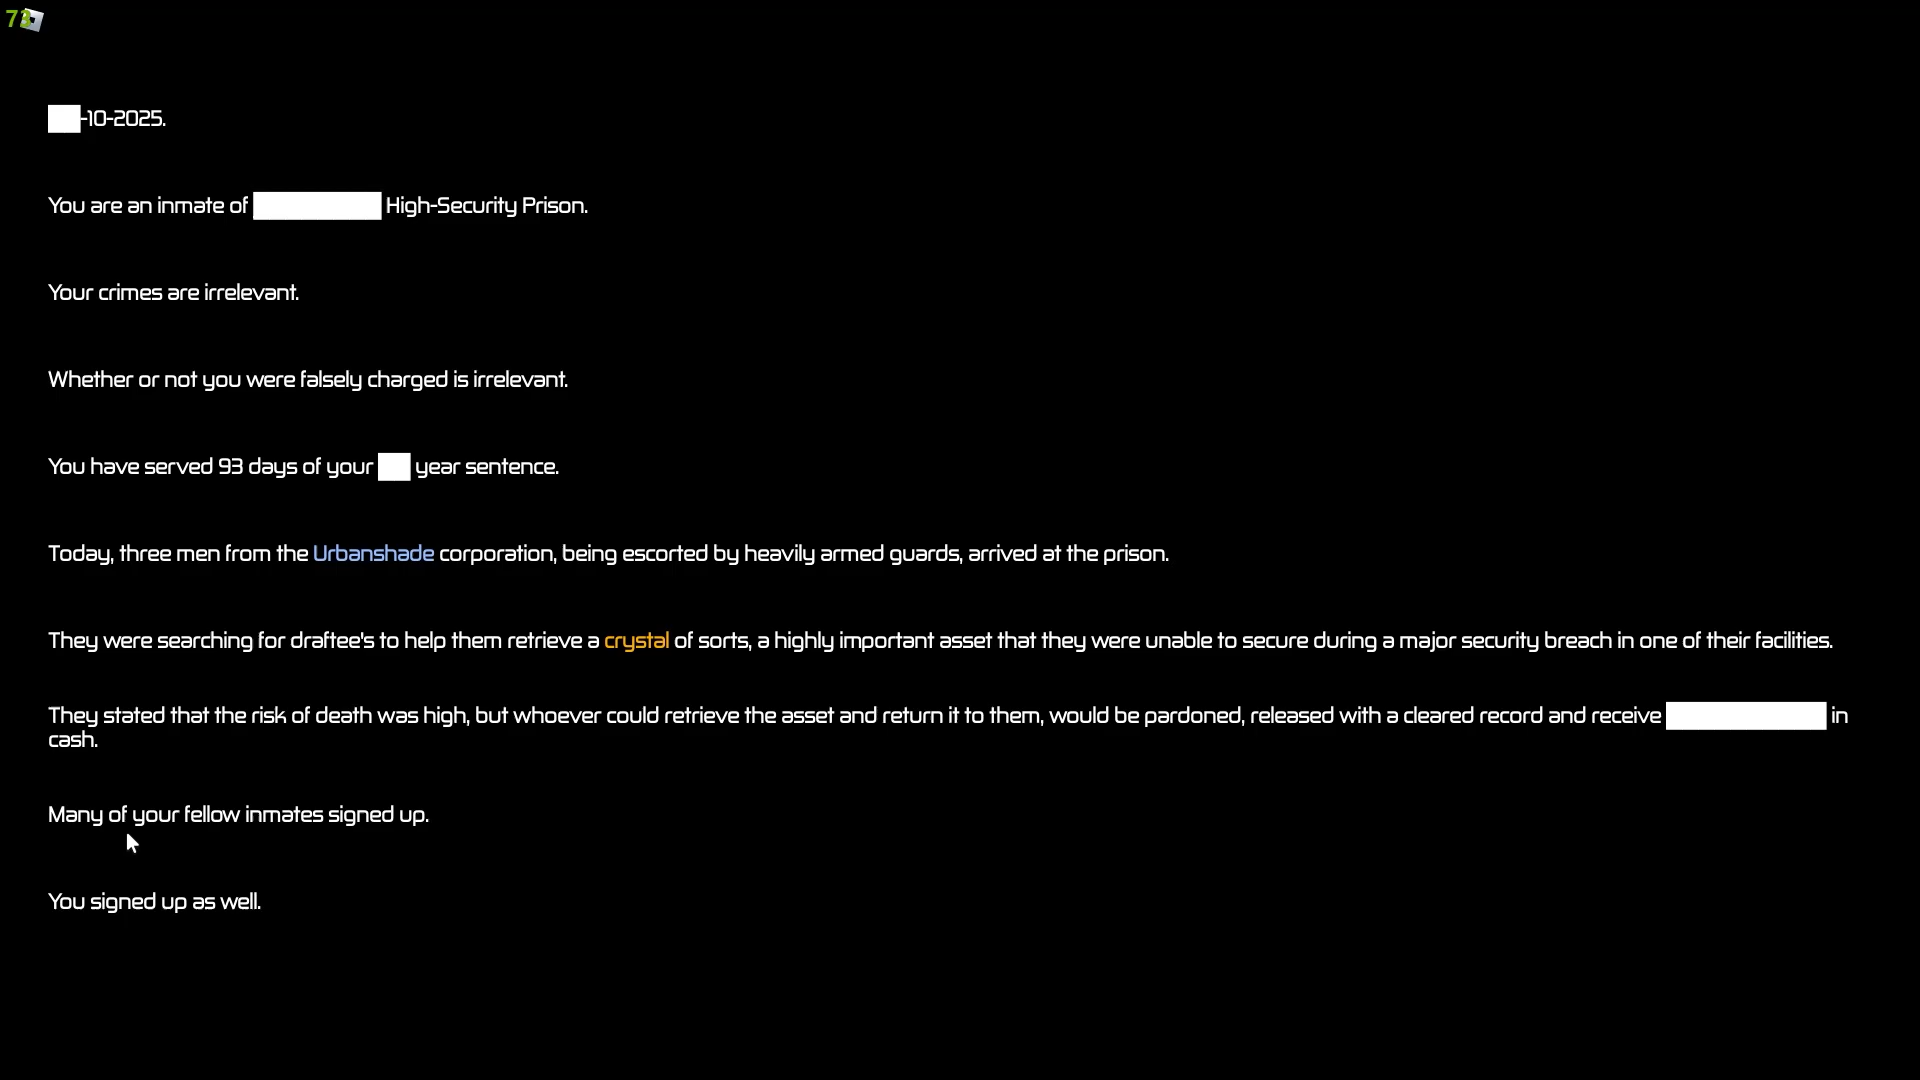 -10-2025.
You are an inmate of High-Security Prison.
Your crimes are irrelevant.
Whether or not you were falsely charged is irrelevant.
You have served 93 days of your year sentence.
Today, three men from the Urbanshade corporation, being escorted by heavily armed guards, arrived at the prison.
They were searching for draftee's to help them retrieve a crystal of sorts, a highly important asset that they were unable to secure during a major security breach in one of their facilities.
They stated that the risk of death was high, but whoever could retrieve the asset and return it to them, would be pardoned, released with a cleared record and receive in
cash.
Many of your fellow inmates signed up.
You signed up as well.